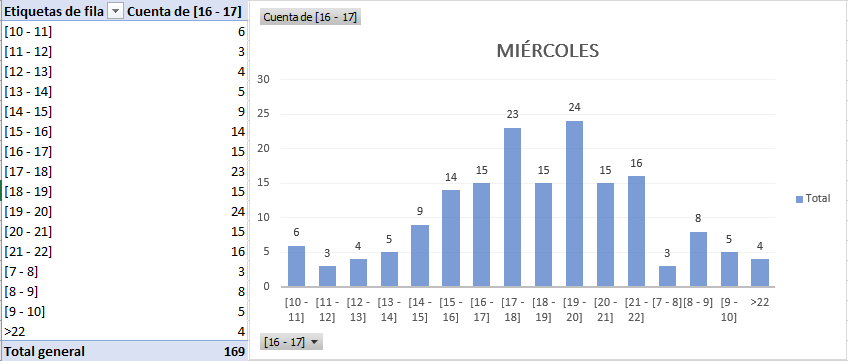 Etiquetas de fila Cuenta de [16 - 17]
[10 - 11] 6
[11 - 12] 3
[12 - 13] 4
[13 - 14] 5
[14 - 15] 9
[15 - 16] 14
[16 - 17] 15
[17 - 18] 23
[18 - 19] 15
[19 - 20] 24
[20 - 21] 15
[21 - 22] 16
[7 - 8] 3
[8 - 9] 8
[9 - 10] 5
>22 4
Total general 169
Cuenta de [16 - 17]
MIÉRCOLES
30
25
20
15
10
5
0
6 3 4 5 9 14 15 23 15 24 15 16 3 8 5 4
[10 - [11 - [12 - [13 - [14 - [15 - [16 - [17 - [18 - [19 - [20 - [21 - [7 - 8] [8 - 9] [9 - >22
11] 12] 13] 14] 15] 16] 17] 18] 19] 20] 21] 22] 10]
Total
[16 - 17]